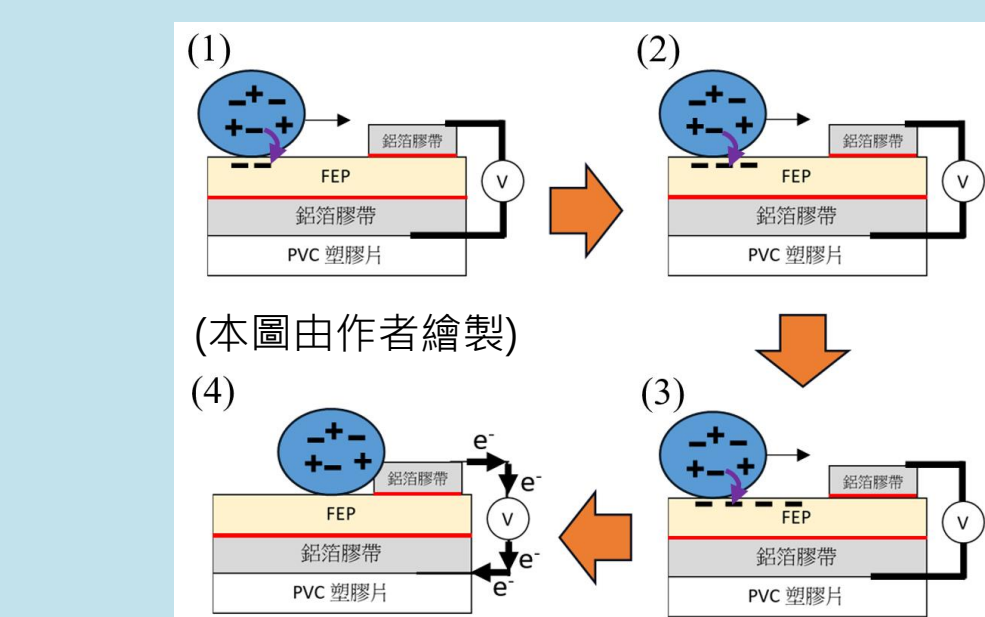 (1)
鋁箔膠帶
FEP
V
鋁箔膠帶
PVC 塑膠片
(2)
鋁箔膠帶
FEP
V
鋁箔膠帶
PVC 塑膠片
(本圖由作者繪製)
(3)
鋁箔膠帶
FEP
V
鋁箔膠帶
PVC 塑膠片
(4)
e-
鋁箔膠帶
e-
FEP
V
鋁箔膠帶
e-
PVC 塑膠片
e-